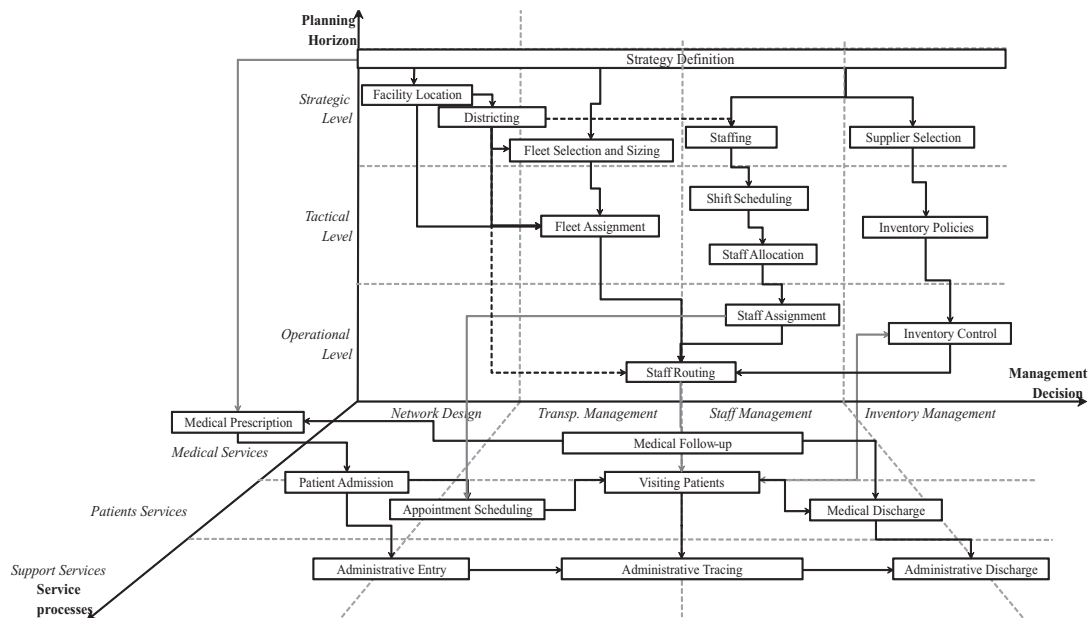 Planning
Horizon
Strategy Definition
Facility Location
Strategic
Level
Districting
Staffing
Supplier Selection
Fleet Selection and Sizing
Shift Scheduling
Tactical
Level
Fleet Assignment
Inventory Policies
Staff Allocation
Staff Assignment
Operational
Level
Inventory Control
Staff Routing
Management
Decision
Network Design
Transp. Management
Staff Management
Inventory Management
Medical Prescription
Medical Follow-up
Medical Services
Patient Admission
Visiting Patients
Appointment Scheduling
Medical Discharge
Patients Services
Support Services
Administrative Entry
Administrative Tracing
Administrative Discharge
Service
processes